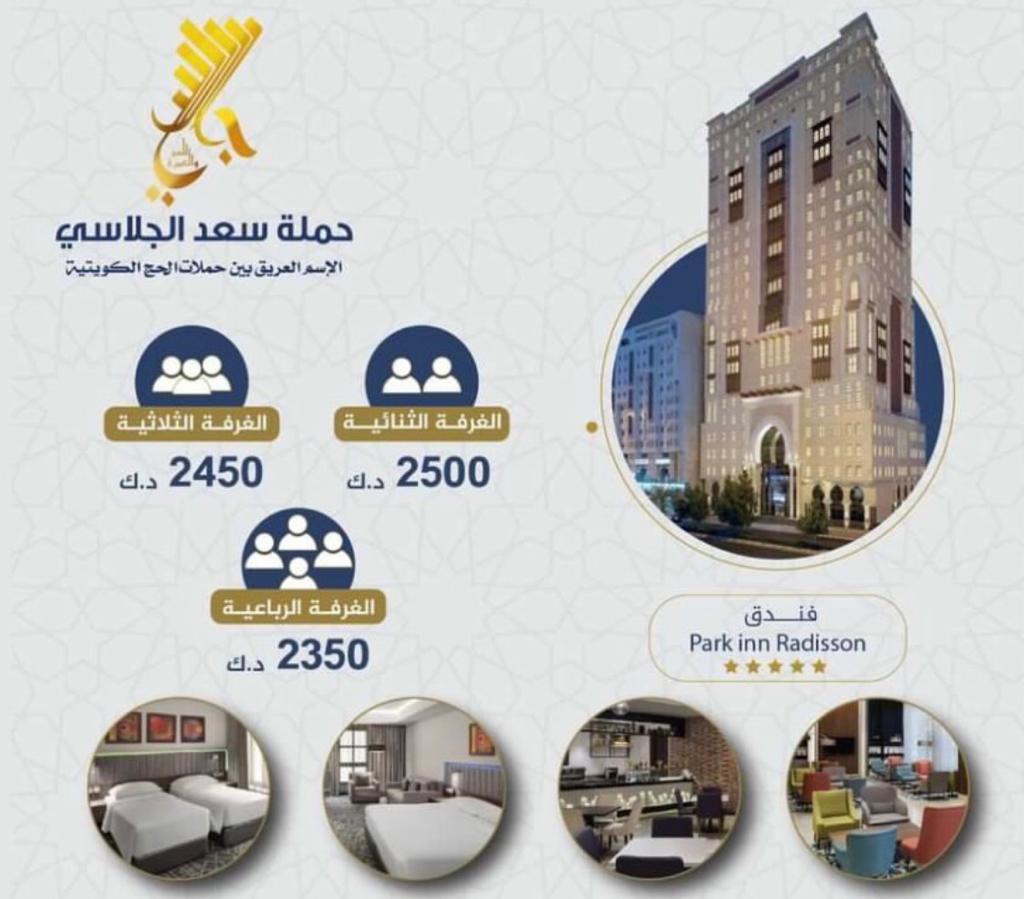 حملة سعد الجلاسي
الإسم العريق بين حملات الحج الكويتية
الغرفة الثنائية
2500 د.ك
الغرفة الثلاثية
2450 د.ك
الغرفة الرباعية
2350 د.ك
فندق
Park inn Radisson